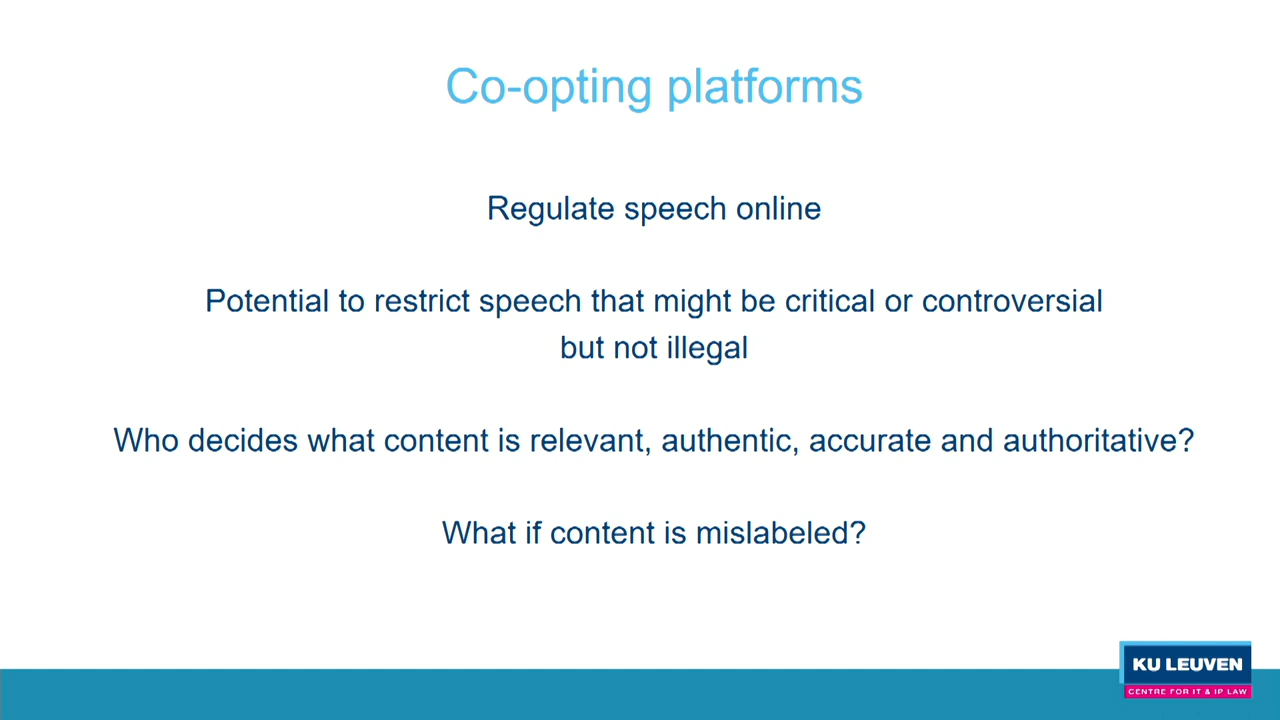 Co-opting platforms
Regulate speech online
Potential to restrict speech that might be critical or controversial
but not illegal
Who decides what content is relevant, authentic, accurate and authoritative?
What if content is mislabeled?
KU LEUVEN
CENTRE FOR IT & IP LAW